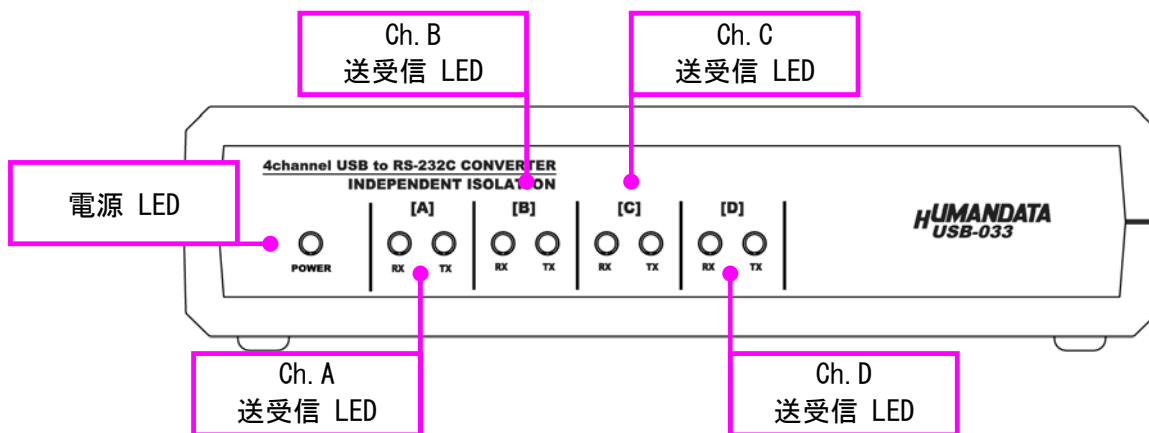 Ch.B
送受信 LED
Ch.C
送受信 LED
電源 LED
4channel USB to RS-232C CONVERTER
INDEPENDENT ISOLATION
[A] [B] [C] [D]
POWER RX TX RX TX RX TX RX TX
HUMANDATA
USB-033
Ch.A
送受信 LED
Ch.D
送受信 LED